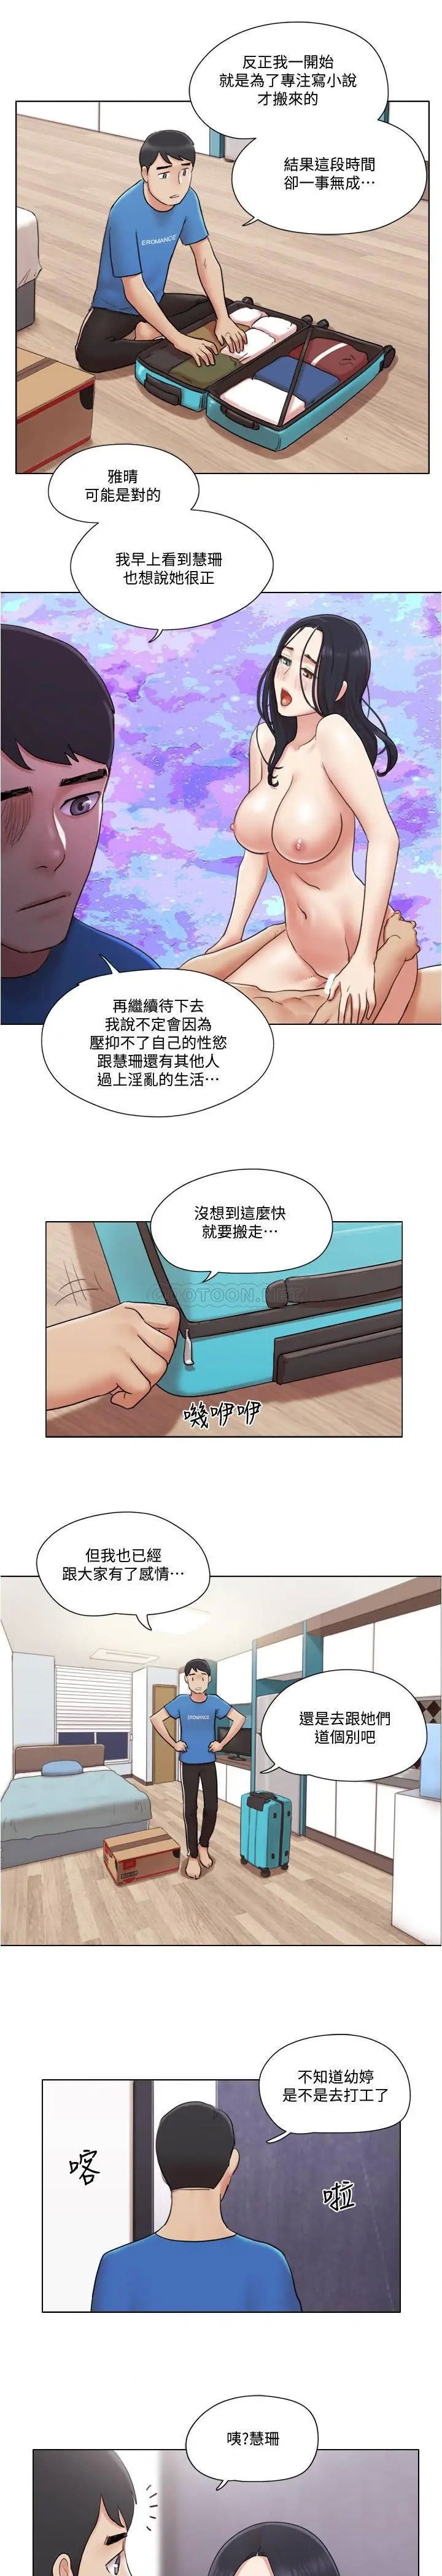 反正我一開始
就是為了專注寫小說
才搬來的
結果這段時間
卻一事無成…
EROMANCE
雅晴
可能是對的
我早上看到慧珊
也想說她很正
再繼續待下去
我說不定會因為
壓抑不了自己的性慾
跟慧珊還有其他人
過上淫亂的生活…
沒想到這麼快
就要搬走…
嘰咿咿
但我也已經
跟大家有了感情…
還是去跟她們
道個別吧
EROMANCE
不知道幼婷
是不是去打工了
喀
啦
咦?慧珊